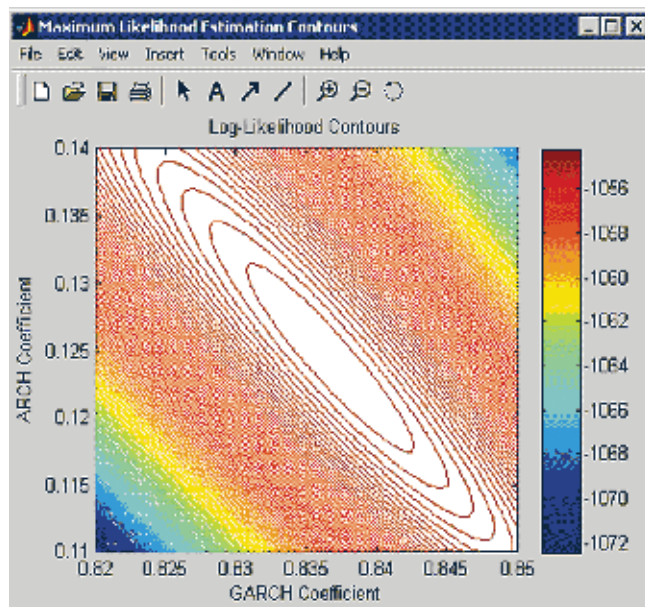 Maximum Likelihood Estimation Contours
File Edit View Insert Tools Window Help
A
Log-Likelihood Contours
0.14
0.135
0.13
0.125
0.12
0.115
0.11
ARCH Coefficient
0.82 0.825 0.83 0.835 0.84 0.845 0.85
GARCH Coefficient
-1056
-1058
-1060
-1062
-1064
-1066
-1068
-1070
-1072